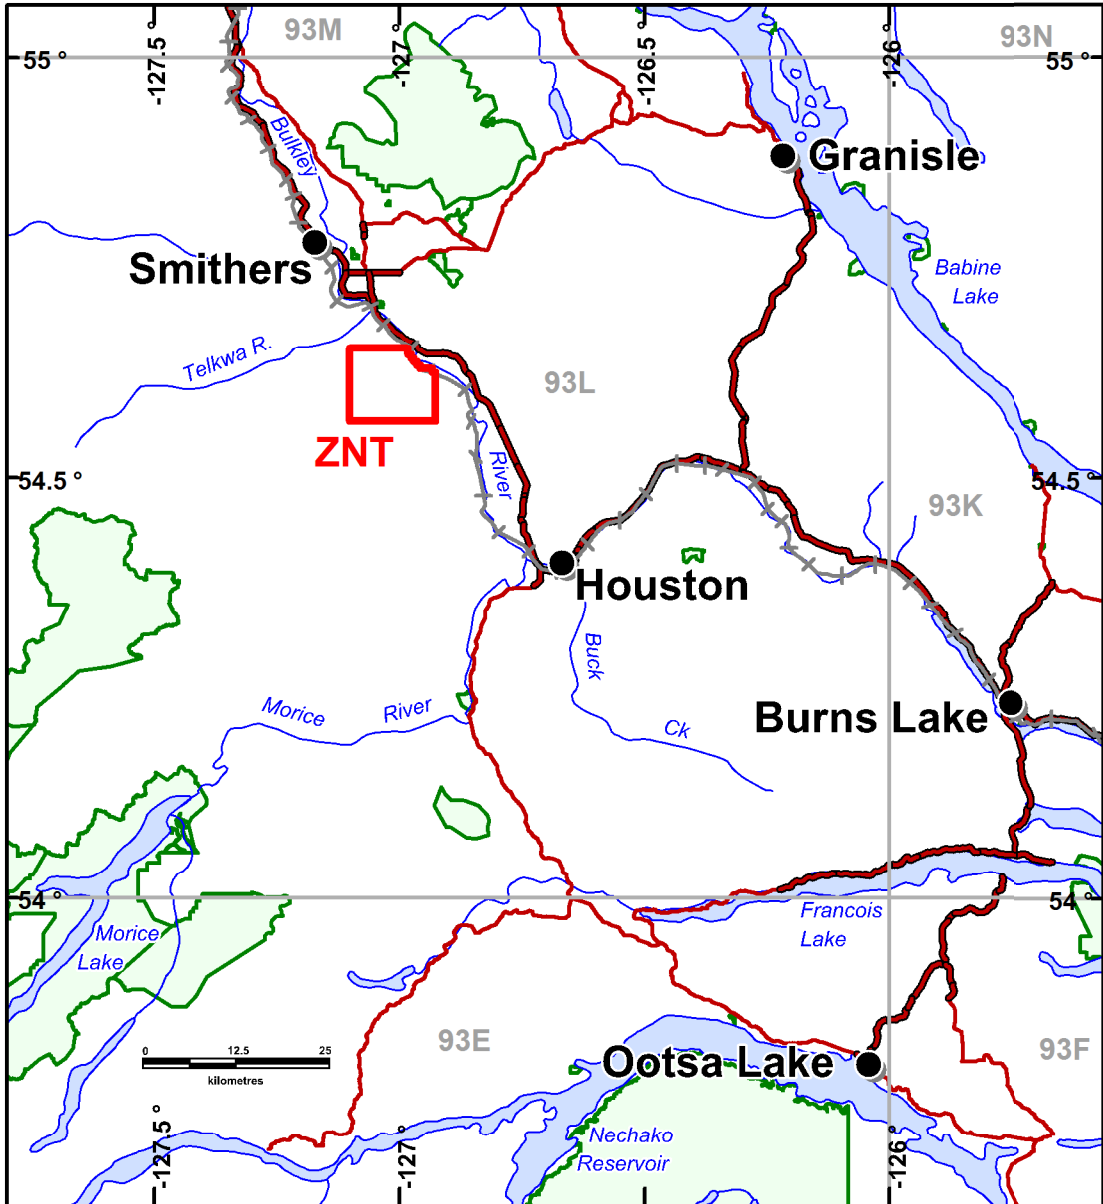 93M
93N
-127.5
-127
-126.5
-126
55 °
55 °
Bulkley
Granisle
Smithers
Babine
Lake
Telkwa R.
93L
ZNT
River
54.5 °
54.5 °
93K
Houston
Buck
Morice
River
Burns Lake
Ck
54 °
54 °
Francois
Lake
Morice
Lake
93E
93F
0
12.5
25
kilometres
Ootsa Lake
Nechako
Reservoir
-127.5
-127
-126